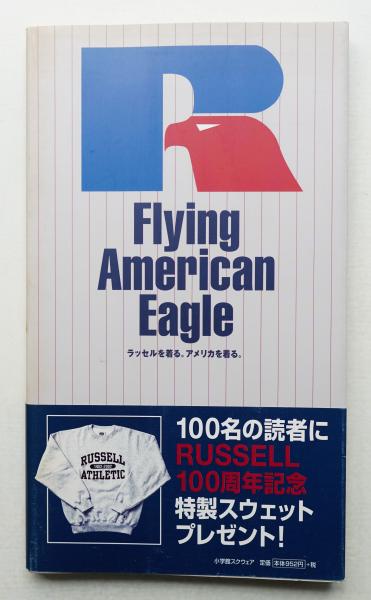 R
Flying
American
Eagle
ラッセルを着る。アメリカを着る。
RUSSELL
1902-2002
ATHLETIC
100名の読者に
RUSSELL
100周年記念
特製スウェット
プレゼント!
小学館スクウェア 定価 本体952円 +税